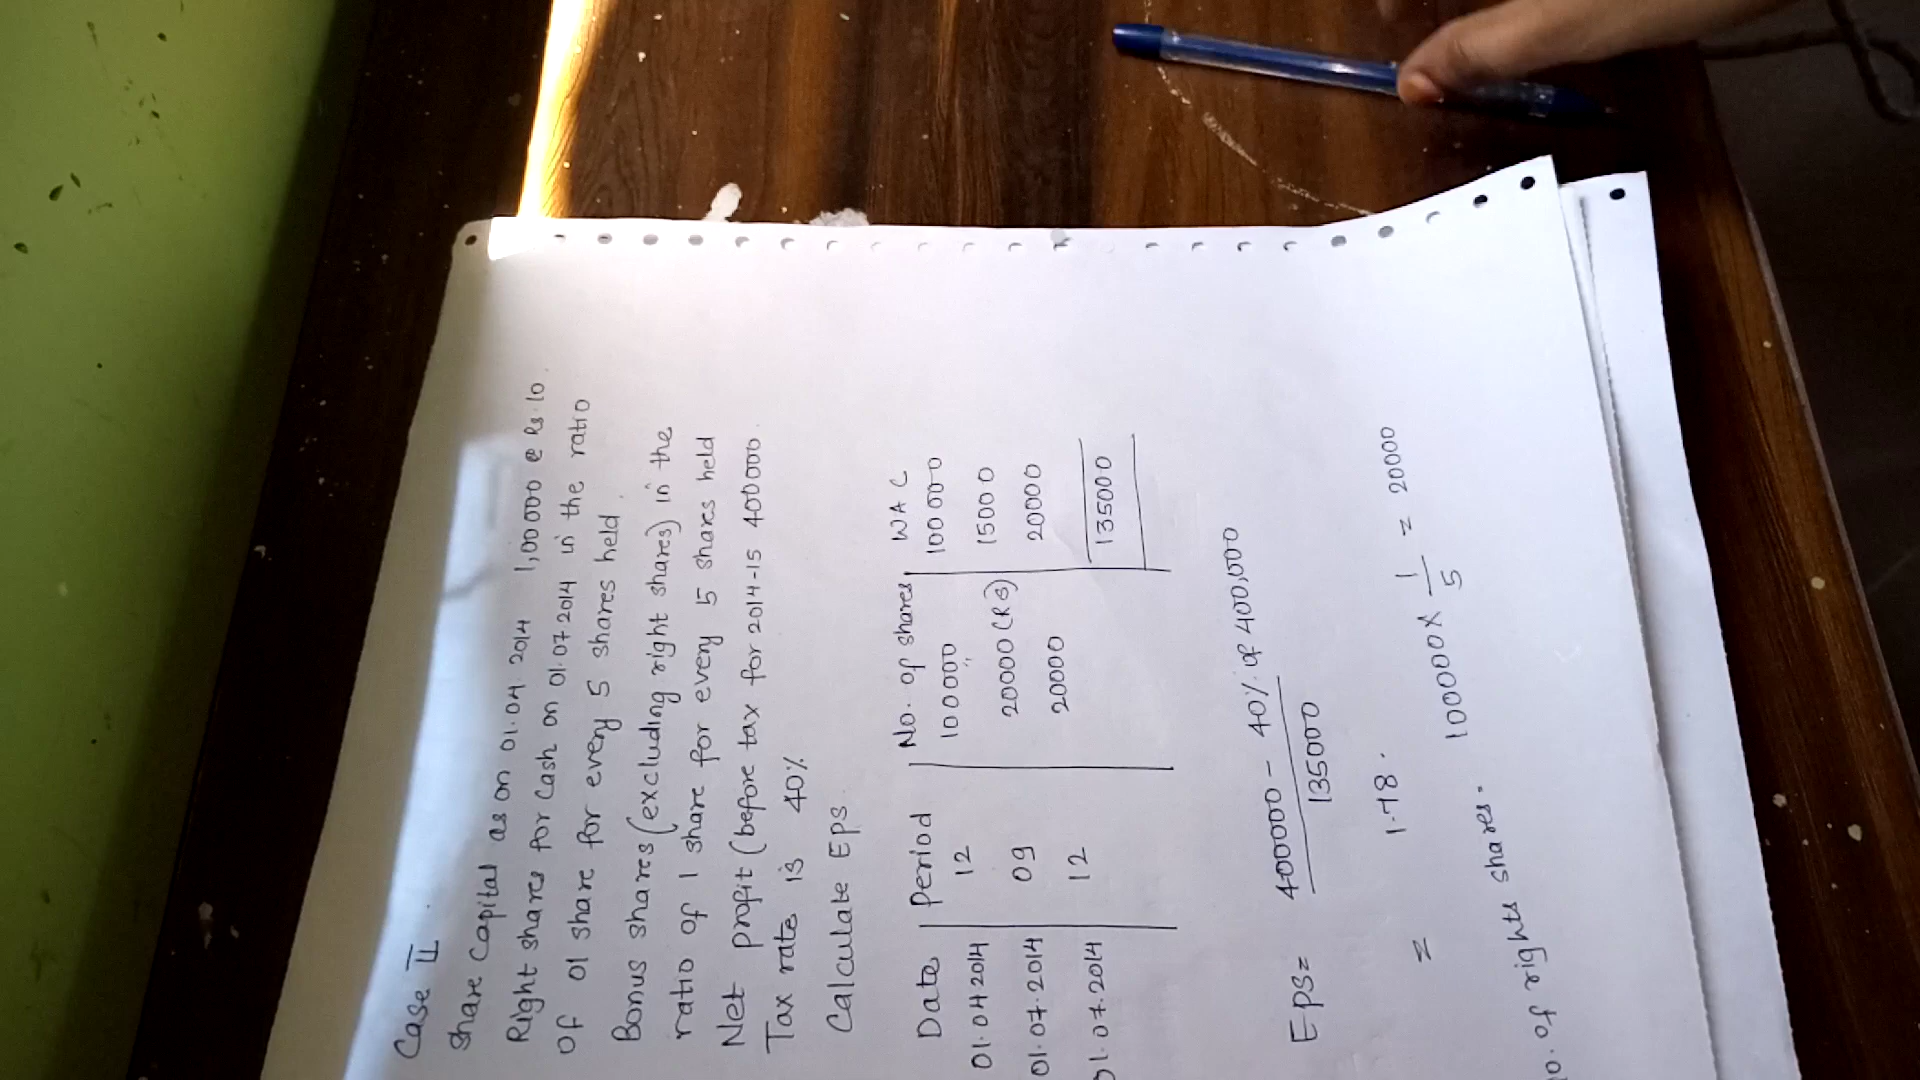 Case II.
Share Capital as on 01.04.2014 1,00000 @ Rs.10.
Right shares for cash on 01.07.2014 in the ratio
of 01 share for every 5 shares held.
Bonus shares (excluding right shares) in the
ratio of 1 share for every 5 shares held
Net profit (before tax for 2014-15 400000.
Tax rate is 40%
Calculate EPS.
Date Period No. of shares WAC
01.04.2014 12 100000 100000
01.07.2014 09 20000 (RS) 15000
01.07.2014 12 20000 20000
135000
EPS= 400000 - 40% of 400,000
135000
= 1.78.
No. of rights shares = 100000 X 1/5 = 20000